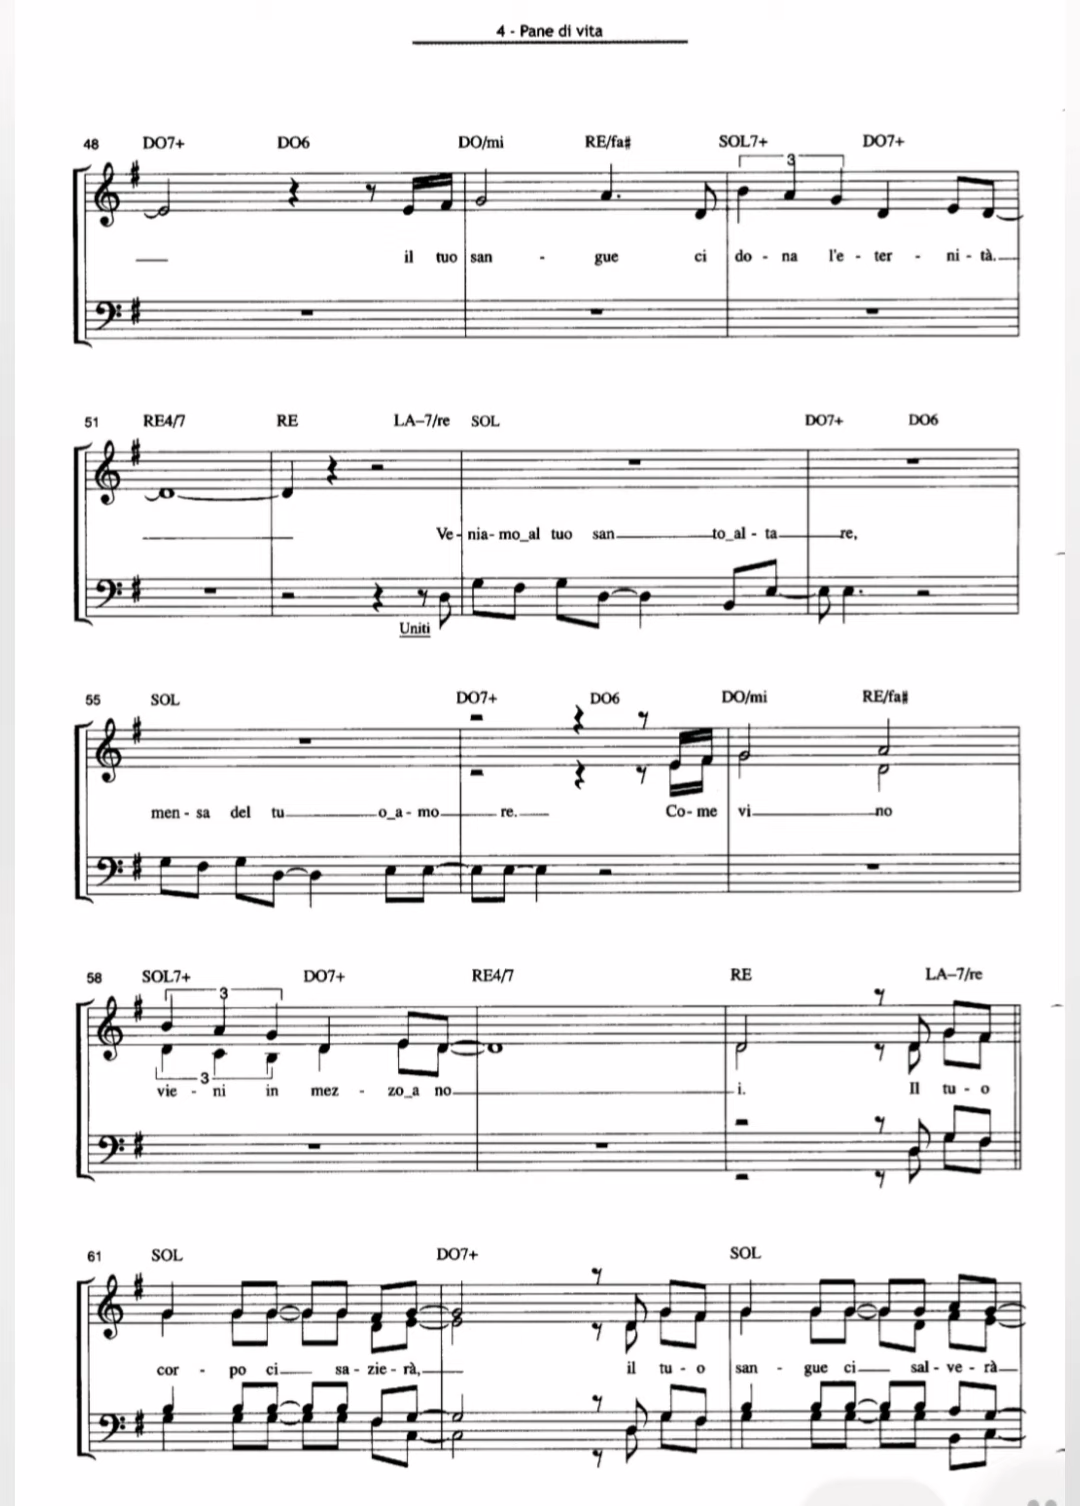 4 - Pane di vita
48 DO7+ DO6 DO/mi RE/fa# SOL7+ DO7+
3
il tuo san - gue ci do - na l'e - ter - ni - tà.
51 RE4/7 RE LA-7/re SOL DO7+ DO6
Ve - nia - mo_al tuo san to_al - ta re,
Uniti
55 SOL DO7+ DO6 DO/mi RE/fa#
men - sa del tu o_a - mo re. Co - me vi no
58 SOL7+ DO7+ RE4/7 RE LA-7/re
3
3
vie - ni in mez - zo_a no i. Il tu - o
61 SOL DO7+ SOL
cor - po ci sa - zie - rà, il tu - o san - gue ci sal - ve - rà